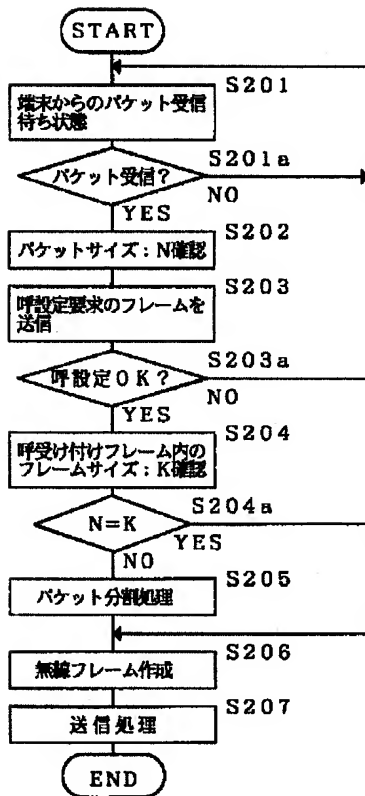 START
S201
端末からのパケット受信
待ち状態
S201a
パケット受信?
NO
YES
S202
パケットサイズ:N確認
S203
呼設定要求のフレームを
送信
S203a
呼設定OK?
NO
YES
S204
呼受け付けフレーム内の
フレームサイズ:K確認
S204a
N=K
YES
NO
S205
パケット分割処理
S206
無線フレーム作成
S207
送信処理
END